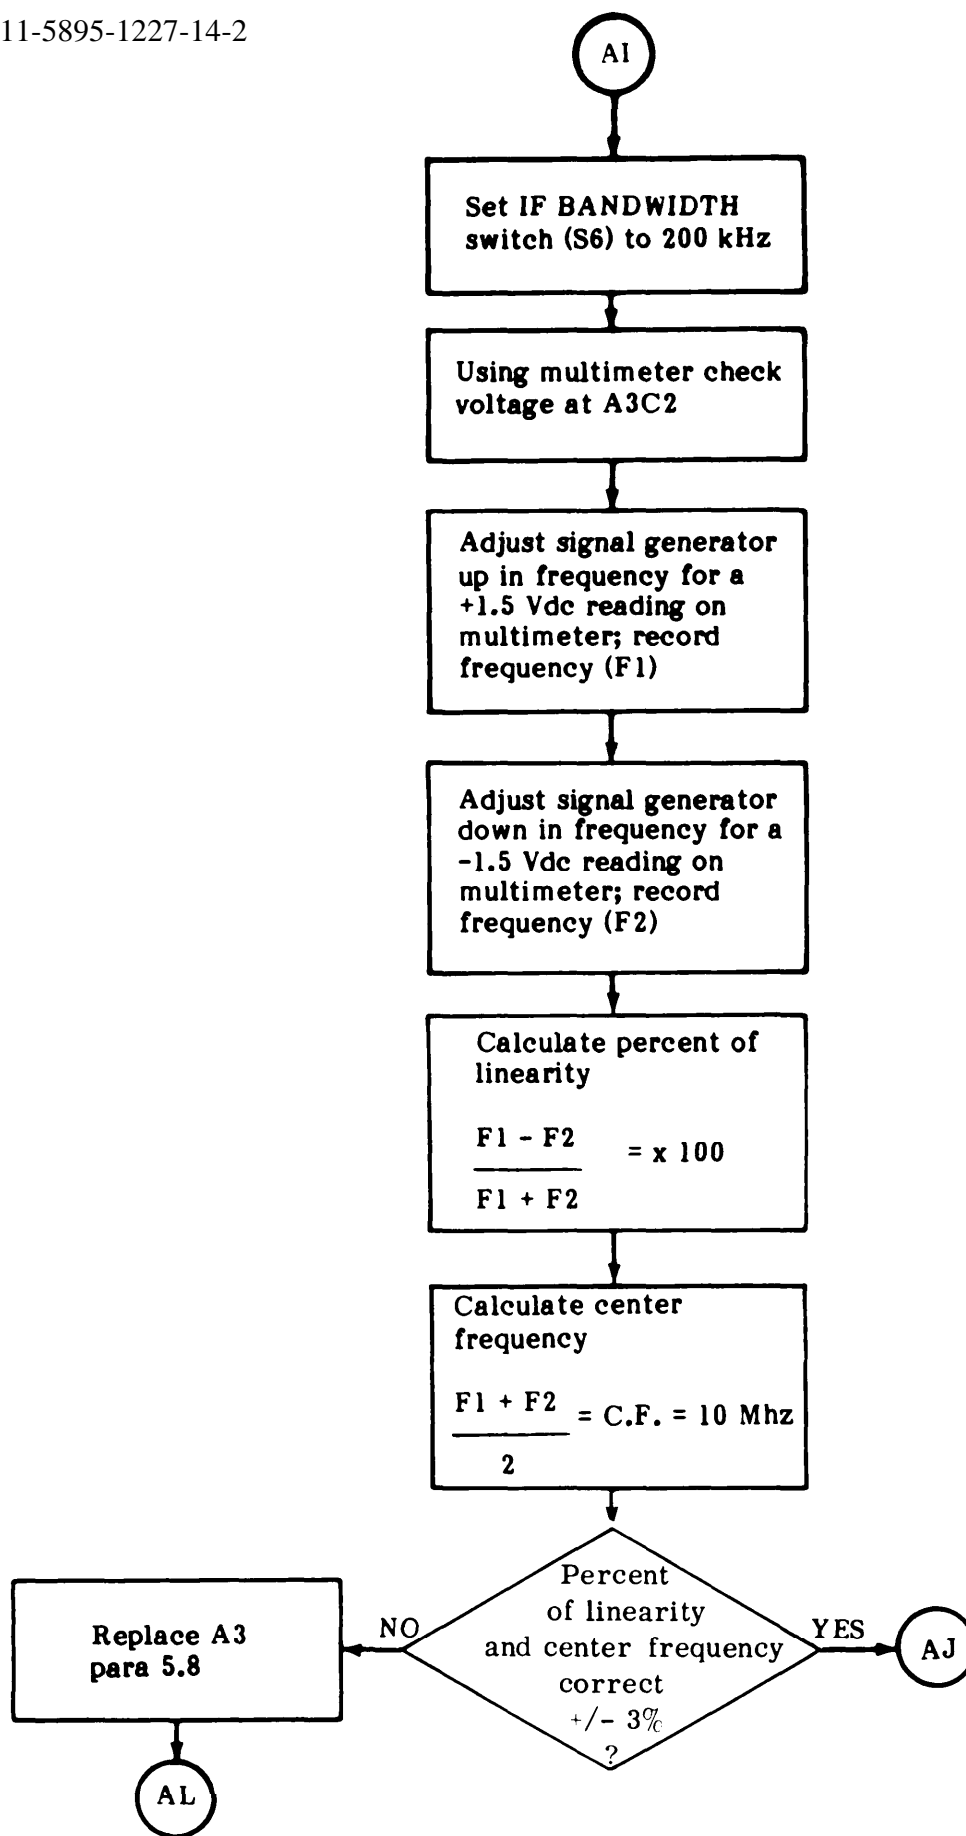 11-5895-1227-14-2
AI
Set IF BANDWIDTH
switch (S6) to 200 kHz
Using multimeter check
voltage at A3C2
Adjust signal generator
up in frequency for a
+1.5 Vdc reading on
multimeter; record
frequency (F1)
Adjust signal generator
down in frequency for a
-1.5 Vdc reading on
multimeter; record
frequency (F2)
Calculate percent of
linearity
F1 - F2
= x 100
F1 + F2
Calculate center
frequency
F1 + F2
= C.F. = 10 Mhz
2
Percent
of linearity
and center frequency
correct
+/- 3%
?
NO
YES
Replace A3
para 5.8
AJ
AL